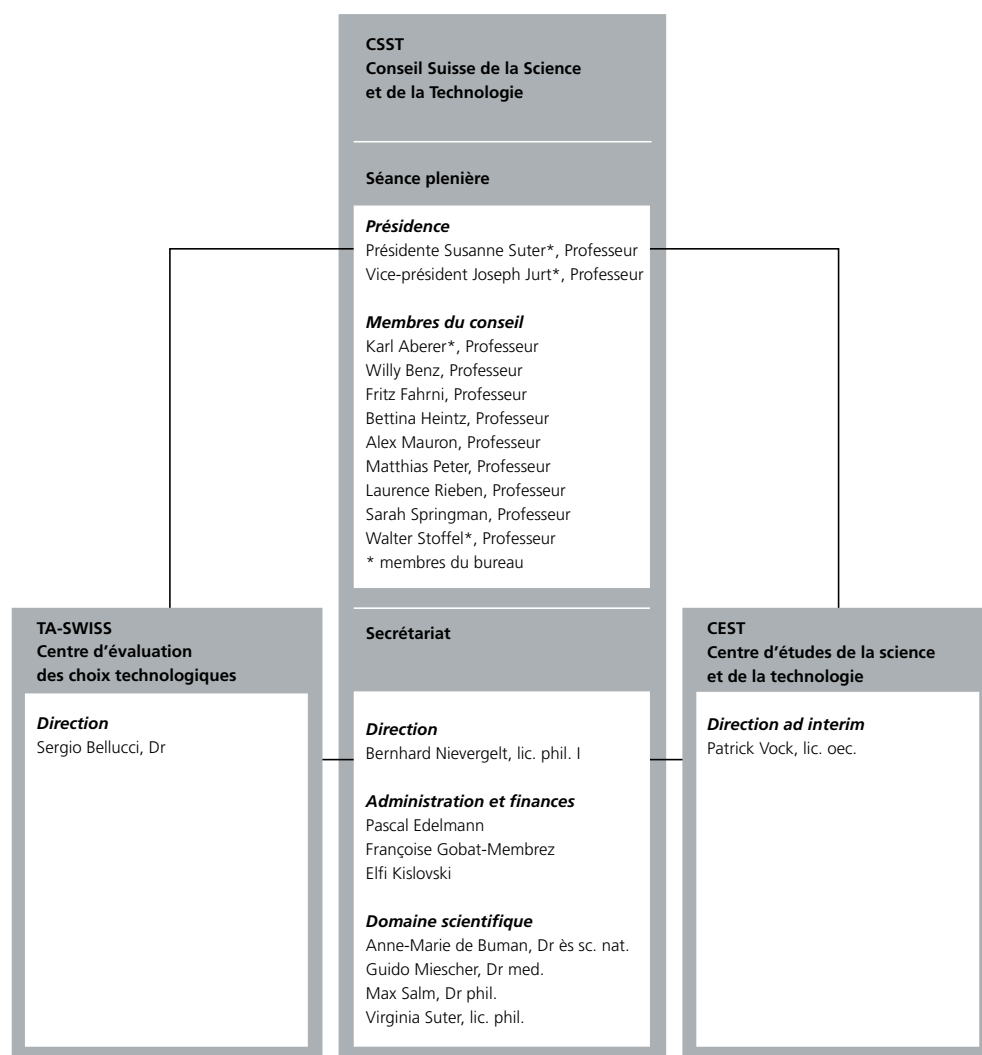 CSST
Conseil Suisse de la Science
et de la Technologie
Séance plenière
Présidence
Présidente Susanne Suter*, Professeur
Vice-président Joseph Jurt*, Professeur
Membres du conseil
Karl Aberer*, Professeur
Willy Benz, Professeur
Fritz Fahrni, Professeur
Bettina Heintz, Professeur
Alex Mauron, Professeur
Matthias Peter, Professeur
Laurence Rieben, Professeur
Sarah Springman, Professeur
Walter Stoffel*, Professeur
* membres du bureau
TA-SWISS
Centre d'évaluation
des choix technologiques
Direction
Sergio Bellucci, Dr
Secrétariat
Direction
Bernhard Nievergelt, lic. phil. I
Administration et finances
Pascal Edelmann
Françoise Gobat-Membrez
Elfi Kislovski
Domaine scientifique
Anne-Marie de Buman, Dr ès sc. nat.
Guido Miescher, Dr med.
Max Salm, Dr phil.
Virginia Suter, lic. phil.
CEST
Centre d'études de la science
et de la technologie
Direction ad interim
Patrick Vock, lic. oec.